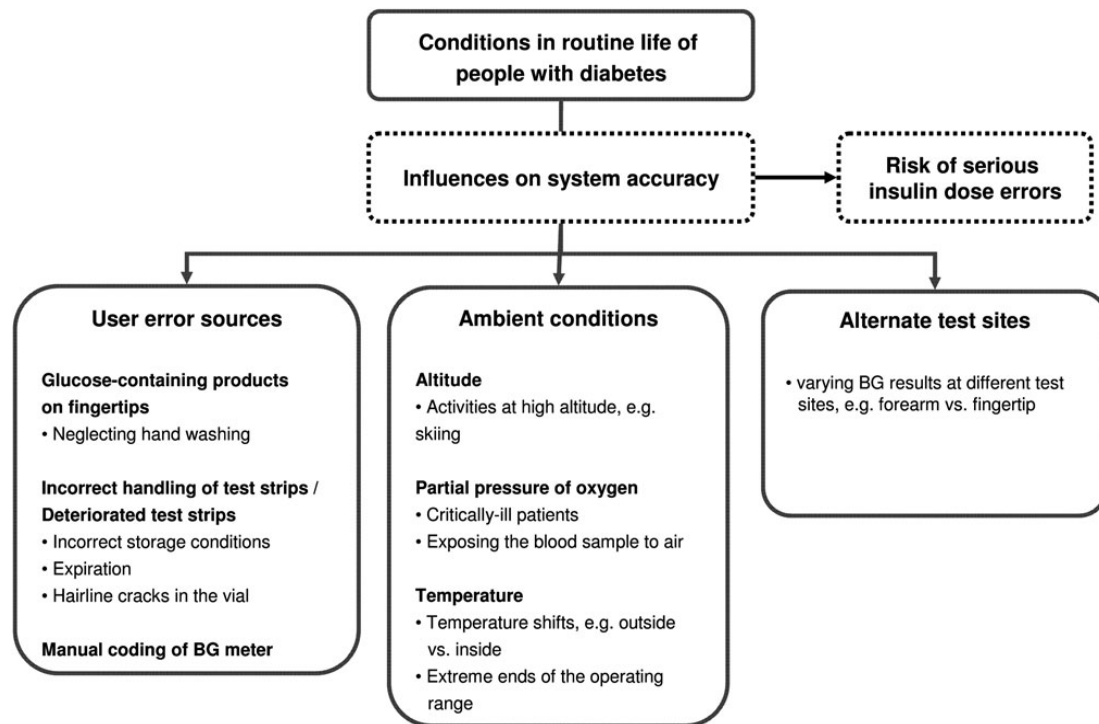 Conditions in routine life of
people with diabetes
Influences on system accuracy
Risk of serious
insulin dose errors
User error sources
Glucose-containing products
on fingertips
• Neglecting hand washing
Incorrect handling of test strips /
Deteriorated test strips
• Incorrect storage conditions
• Expiration
• Hairline cracks in the vial
Manual coding of BG meter
Ambient conditions
Altitude
• Activities at high altitude, e.g.
skiing
Partial pressure of oxygen
• Critically-ill patients
• Exposing the blood sample to air
Temperature
• Temperature shifts, e.g. outside
vs. inside
• Extreme ends of the operating
range
Alternate test sites
• varying BG results at different test
sites, e.g. forearm vs. fingertip